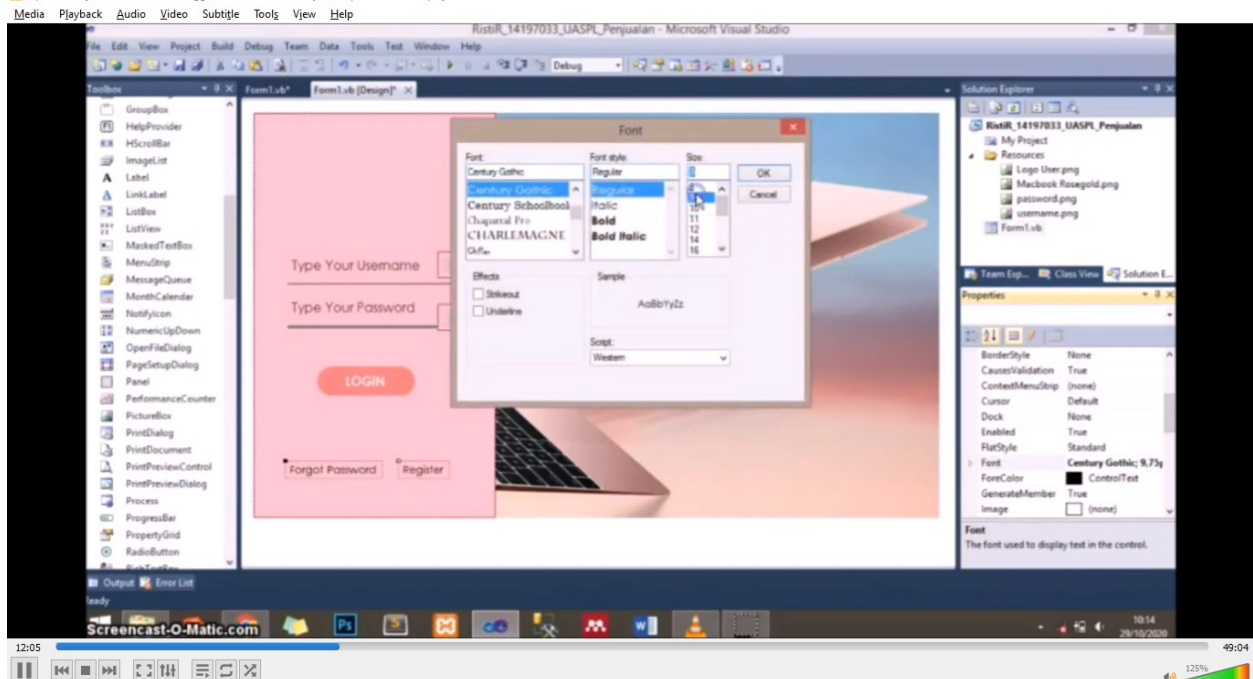 Media Playback Audio Video Subtitle Tools View Help
RistiR_14197033_UASPL_Penjualan - Microsoft Visual Studio
File Edit View Project Build Debug Team Data Tools Test Window Help
Debug
Toolbox
Form1.vb* Form1.vb [Design]*
Solution Explorer
GroupBox
HelpProvider
HScrollBar
ImageList
Label
LinkLabel
ListBox
ListView
MaskedTextBox
MenuStrip
MessageQueue
MonthCalendar
NotifyIcon
NumericUpDown
OpenFileDialog
PageSetupDialog
Panel
PerformanceCounter
PictureBox
PrintDialog
PrintDocument
PrintPreviewControl
PrintPreviewDialog
Process
ProgressBar
PropertyGrid
RadioButton
Type Your Username
Type Your Password
LOGIN
Forgot Password Register
Font
Font: Font style: Size:
Century Gothic Regular
OK
Cancel
Century Gothic
Century Schoolbook
Chaparral Pro
CHARLEMAGNE
Regular
Italic
Bold
Bold Italic
10
11
12
14
16
Effects
Strikeout
Underline
Sample
AaBbYyZz
Script:
Western
RistiR_14197033_UASPL_Penjualan
My Project
Resources
Logo User.png
Macbook Rosegold.png
password.png
username.png
Form1.vb
Team Exp... Class View Solution E...
Properties
BorderStyle None
CausesValidation True
ContextMenuStrip (none)
Cursor Default
Dock None
Enabled True
FlatStyle Standard
Font Century Gothic; 9,75p
ForeColor ControlText
GenerateMember True
Image (none)
Font
The font used to display text in the control.
Output Error List
Ready
Screencast-O-Matic.com
Ps
W
10:14
29/10/2020
12:05
49:04
125%